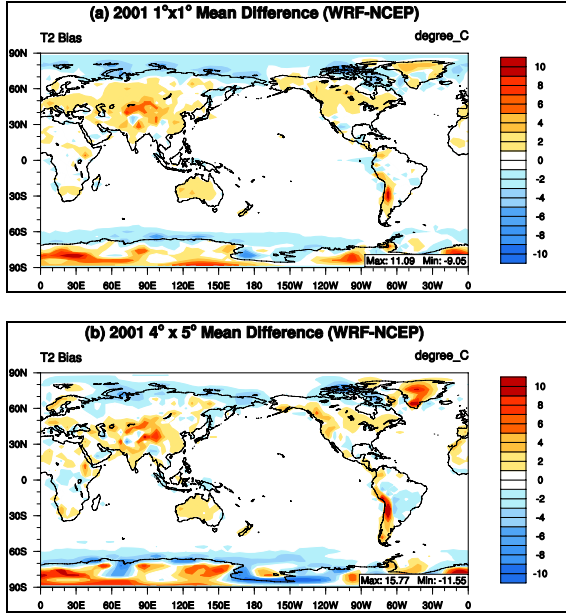 (a) 2001 1°x1° Mean Difference (WRF-NCEP)
T2 Bias
degree_C
90N
60N
30N
0
30S
60S
90S
0 30E 60E 90E 120E 150E 180 150W 120W 90W 60W 30W 0
Max: 11.09 Min: -9.05
10
8
6
4
2
1
0
-1
-2
-4
-6
-8
-10
(b) 2001 4° x 5° Mean Difference (WRF-NCEP)
T2 Bias
degree_C
90N
60N
30N
0
30S
60S
90S
0 30E 60E 90E 120E 150E 180 150W 120W 90W 60W 30W 0
Max: 15.77 Min: -11.55
10
8
6
4
2
1
0
-1
-2
-4
-6
-8
-10